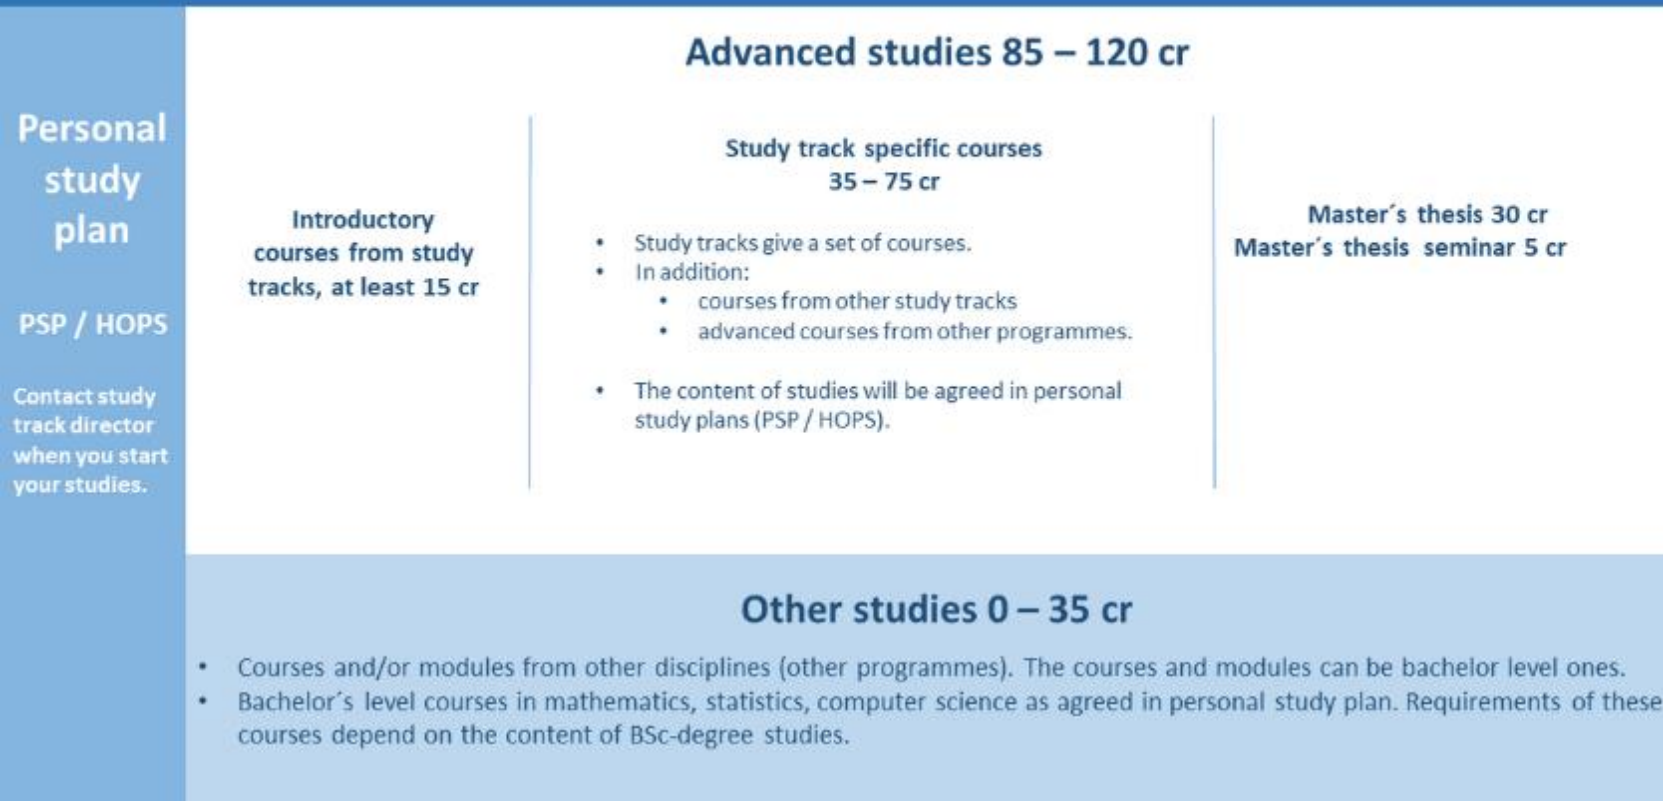 Personal
study
plan
PSP / HOPS
Contact study
track director
when you start
your studies.
Advanced studies 85 – 120 cr
Introductory
courses from study
tracks, at least 15 cr
Study track specific courses
35 – 75 cr
• Study tracks give a set of courses.
• In addition:
• courses from other study tracks
• advanced courses from other programmes.
• The content of studies will be agreed in personal
study plans (PSP / HOPS).
Master´s thesis 30 cr
Master´s thesis seminar 5 cr
Other studies 0 – 35 cr
• Courses and/or modules from other disciplines (other programmes). The courses and modules can be bachelor level ones.
• Bachelor´s level courses in mathematics, statistics, computer science as agreed in personal study plan. Requirements of these
courses depend on the content of BSc-degree studies.